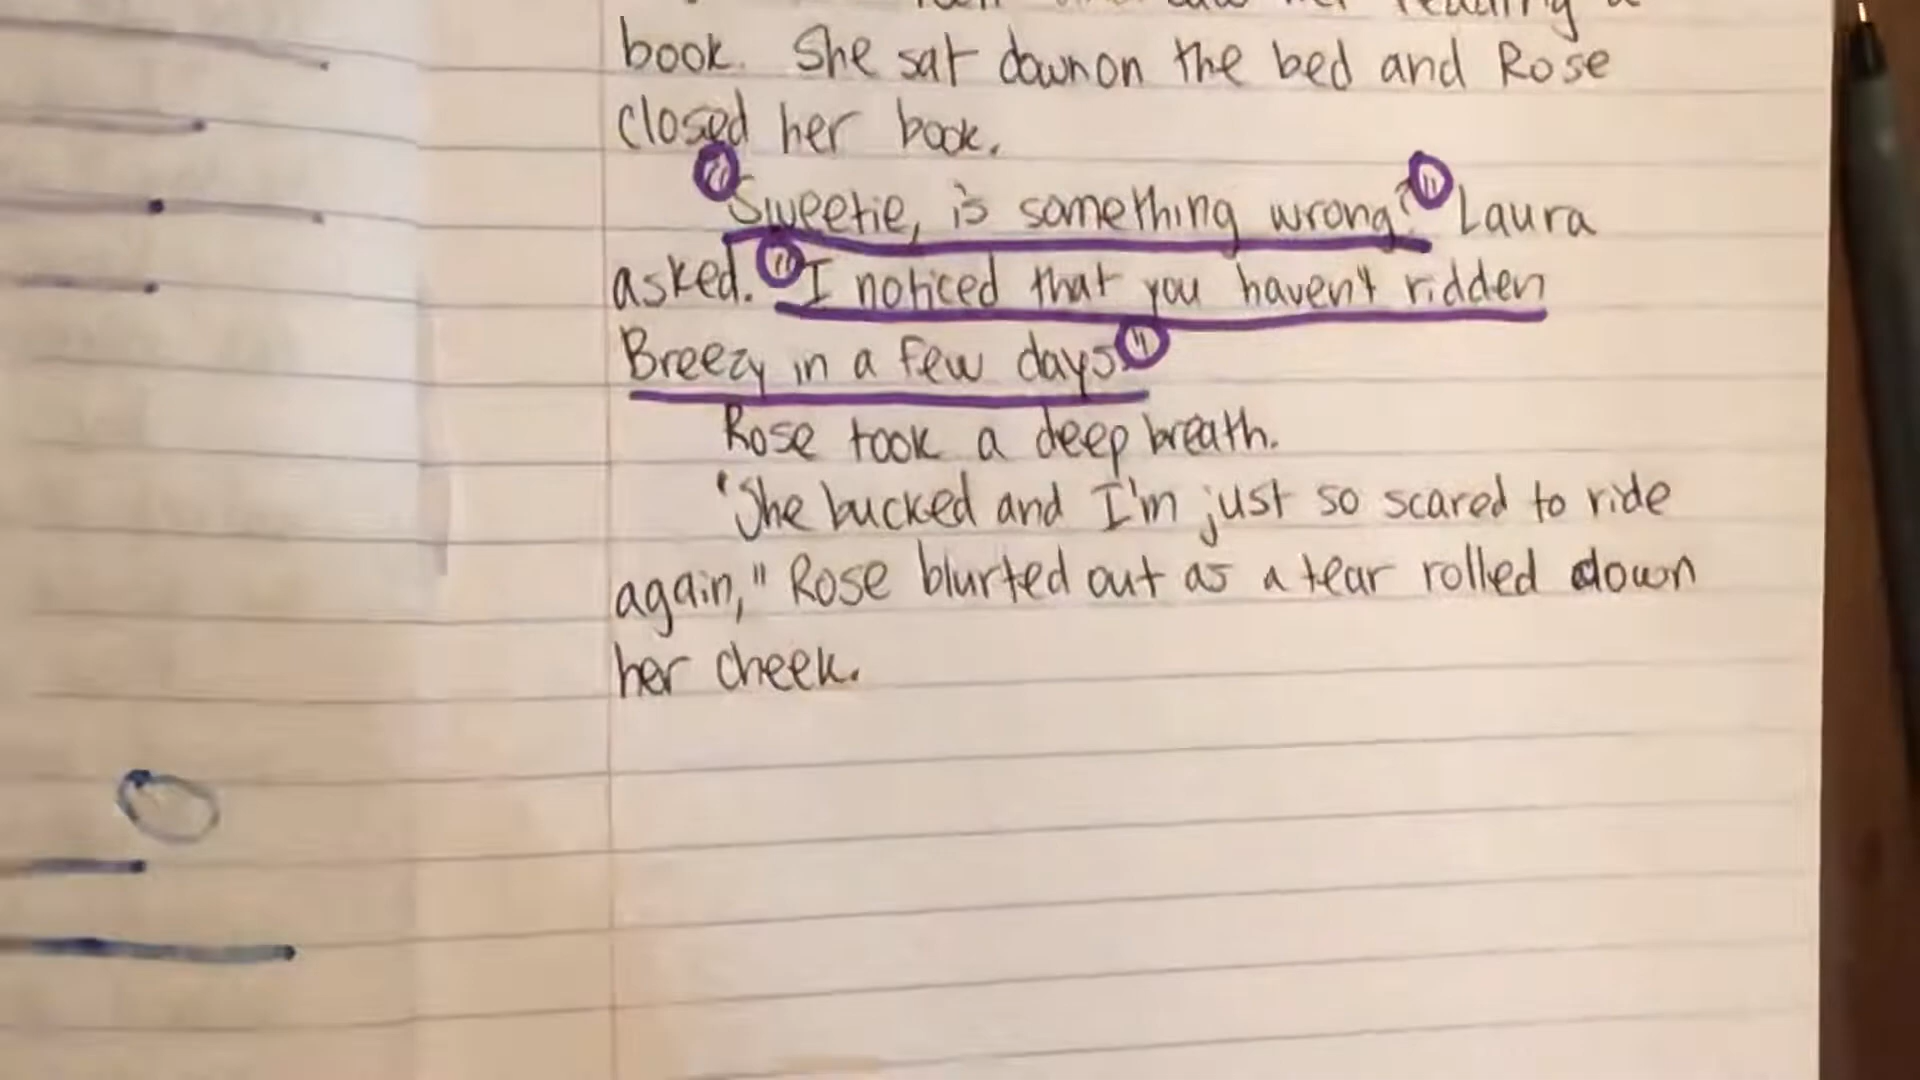 reading a
book. She sat down on the bed and Rose
closed her book.
"Sweetie, is something wrong?" Laura
asked. "I noticed that you haven't ridden
Breezy in a few days."
Rose took a deep breath.
"She bucked and I'm just so scared to ride
again," Rose blurted out as a tear rolled down
her cheek.